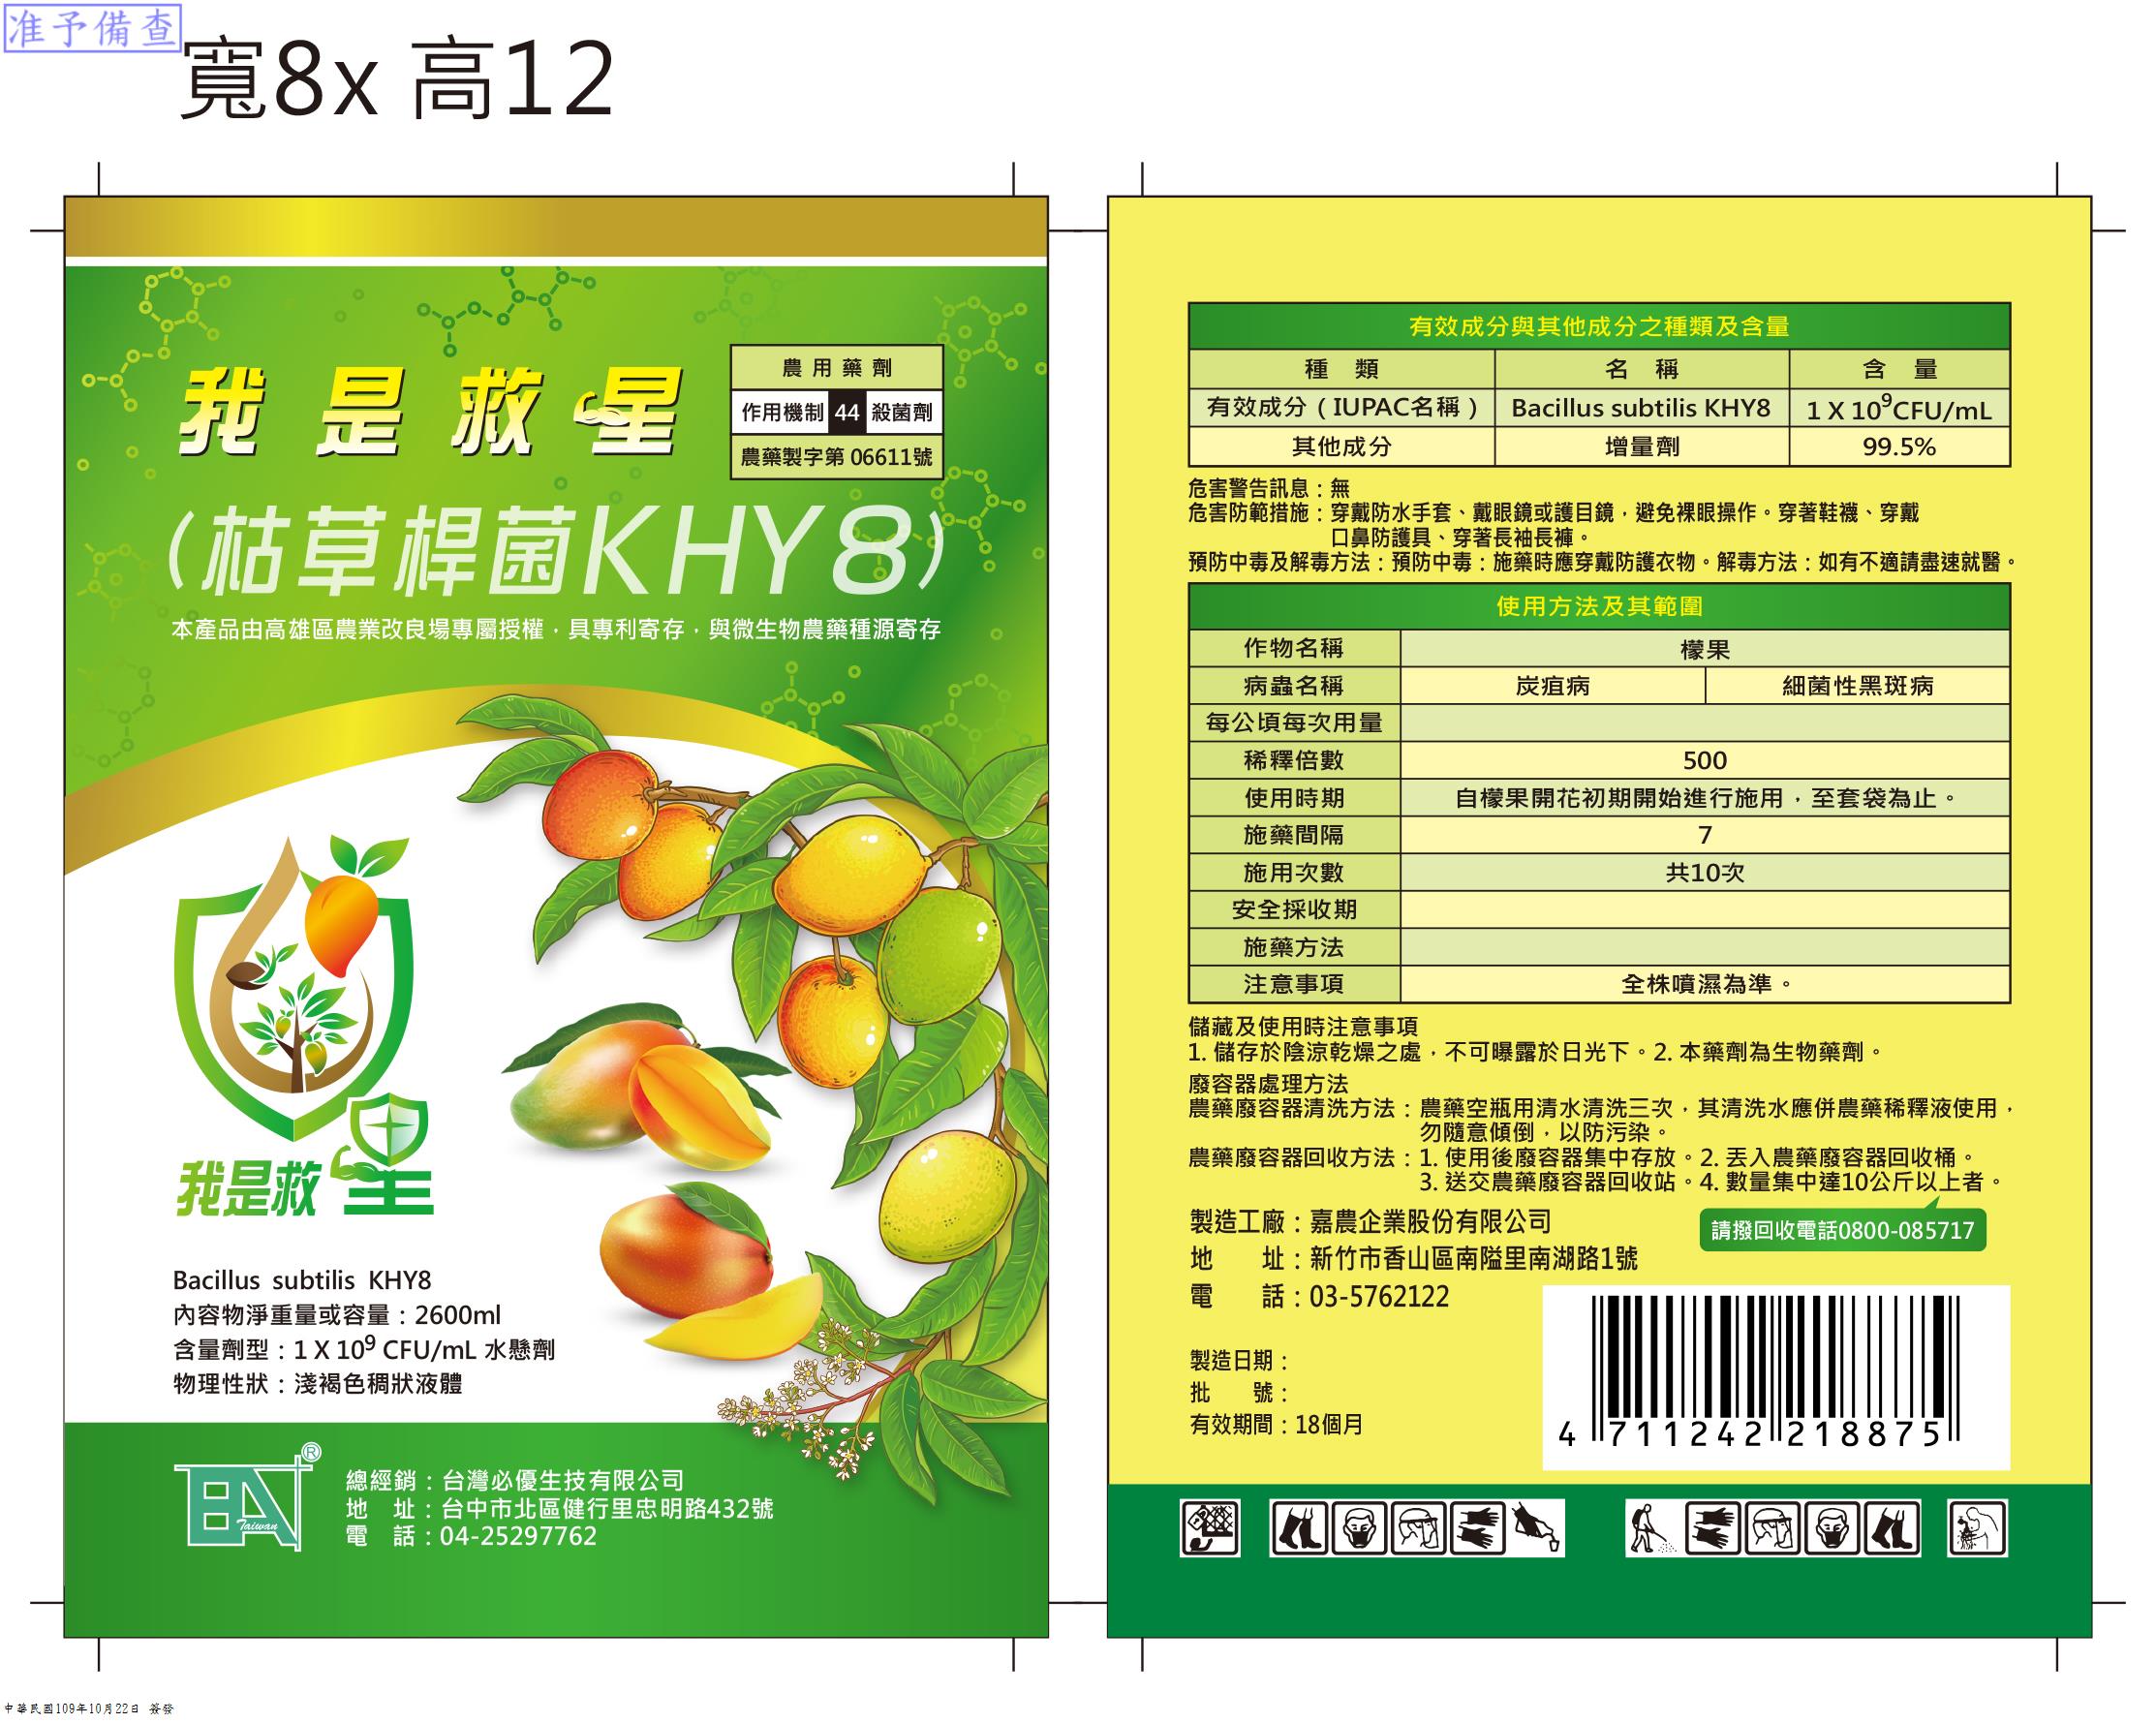 准予備查
寬8x 高12
我是救星
農用藥劑
作用機制 44 殺菌劑
農藥製字第 06611號
(枯草桿菌KHY8)
本產品由高雄區農業改良場專屬授權，具專利寄存，與微生物農藥種源寄存
我是救星
Bacillus subtilis KHY8
內容物淨重量或容量：2600ml
含量劑型：1 X 10⁹ CFU/mL 水懸劑
物理性狀：淺褐色稠狀液體
Taiwan ®
總經銷：台灣必優生技有限公司
地 址：台中市北區健行里忠明路432號
電 話：04-25297762
有效成分與其他成分之種類及含量
種 類 名 稱 含 量
有效成分（IUPAC名稱） Bacillus subtilis KHY8 1 X 10⁹CFU/mL
其他成分 增量劑 99.5%
危害警告訊息：無
危害防範措施：穿戴防水手套、戴眼鏡或護目鏡，避免裸眼操作。穿著鞋襪、穿戴
口鼻防護具、穿著長袖長褲。
預防中毒及解毒方法：預防中毒：施藥時應穿戴防護衣物。解毒方法：如有不適請盡速就醫。
使用方法及其範圍
作物名稱 檬果
病蟲名稱 炭疽病 細菌性黑斑病
每公頃每次用量
稀釋倍數 500
使用時期 自檬果開花初期開始進行施用，至套袋為止。
施藥間隔 7
施用次數 共10次
安全採收期
施藥方法
注意事項 全株噴濕為準。
儲藏及使用時注意事項
1. 儲存於陰涼乾燥之處，不可曝露於日光下。2. 本藥劑為生物藥劑。
廢容器處理方法
農藥廢容器清洗方法：農藥空瓶用清水清洗三次，其清洗水應併農藥稀釋液使用，
勿隨意傾倒，以防污染。
農藥廢容器回收方法：1. 使用後廢容器集中存放。2. 丟入農藥廢容器回收桶。
3. 送交農藥廢容器回收站。4. 數量集中達10公斤以上者。
請撥回收電話0800-085717
製造工廠：嘉農企業股份有限公司
地 址：新竹市香山區南隘里南湖路1號
電 話：03-5762122
製造日期：
批 號：
有效期間：18個月
4 711242 218875
中華民國109年10月22日 簽發